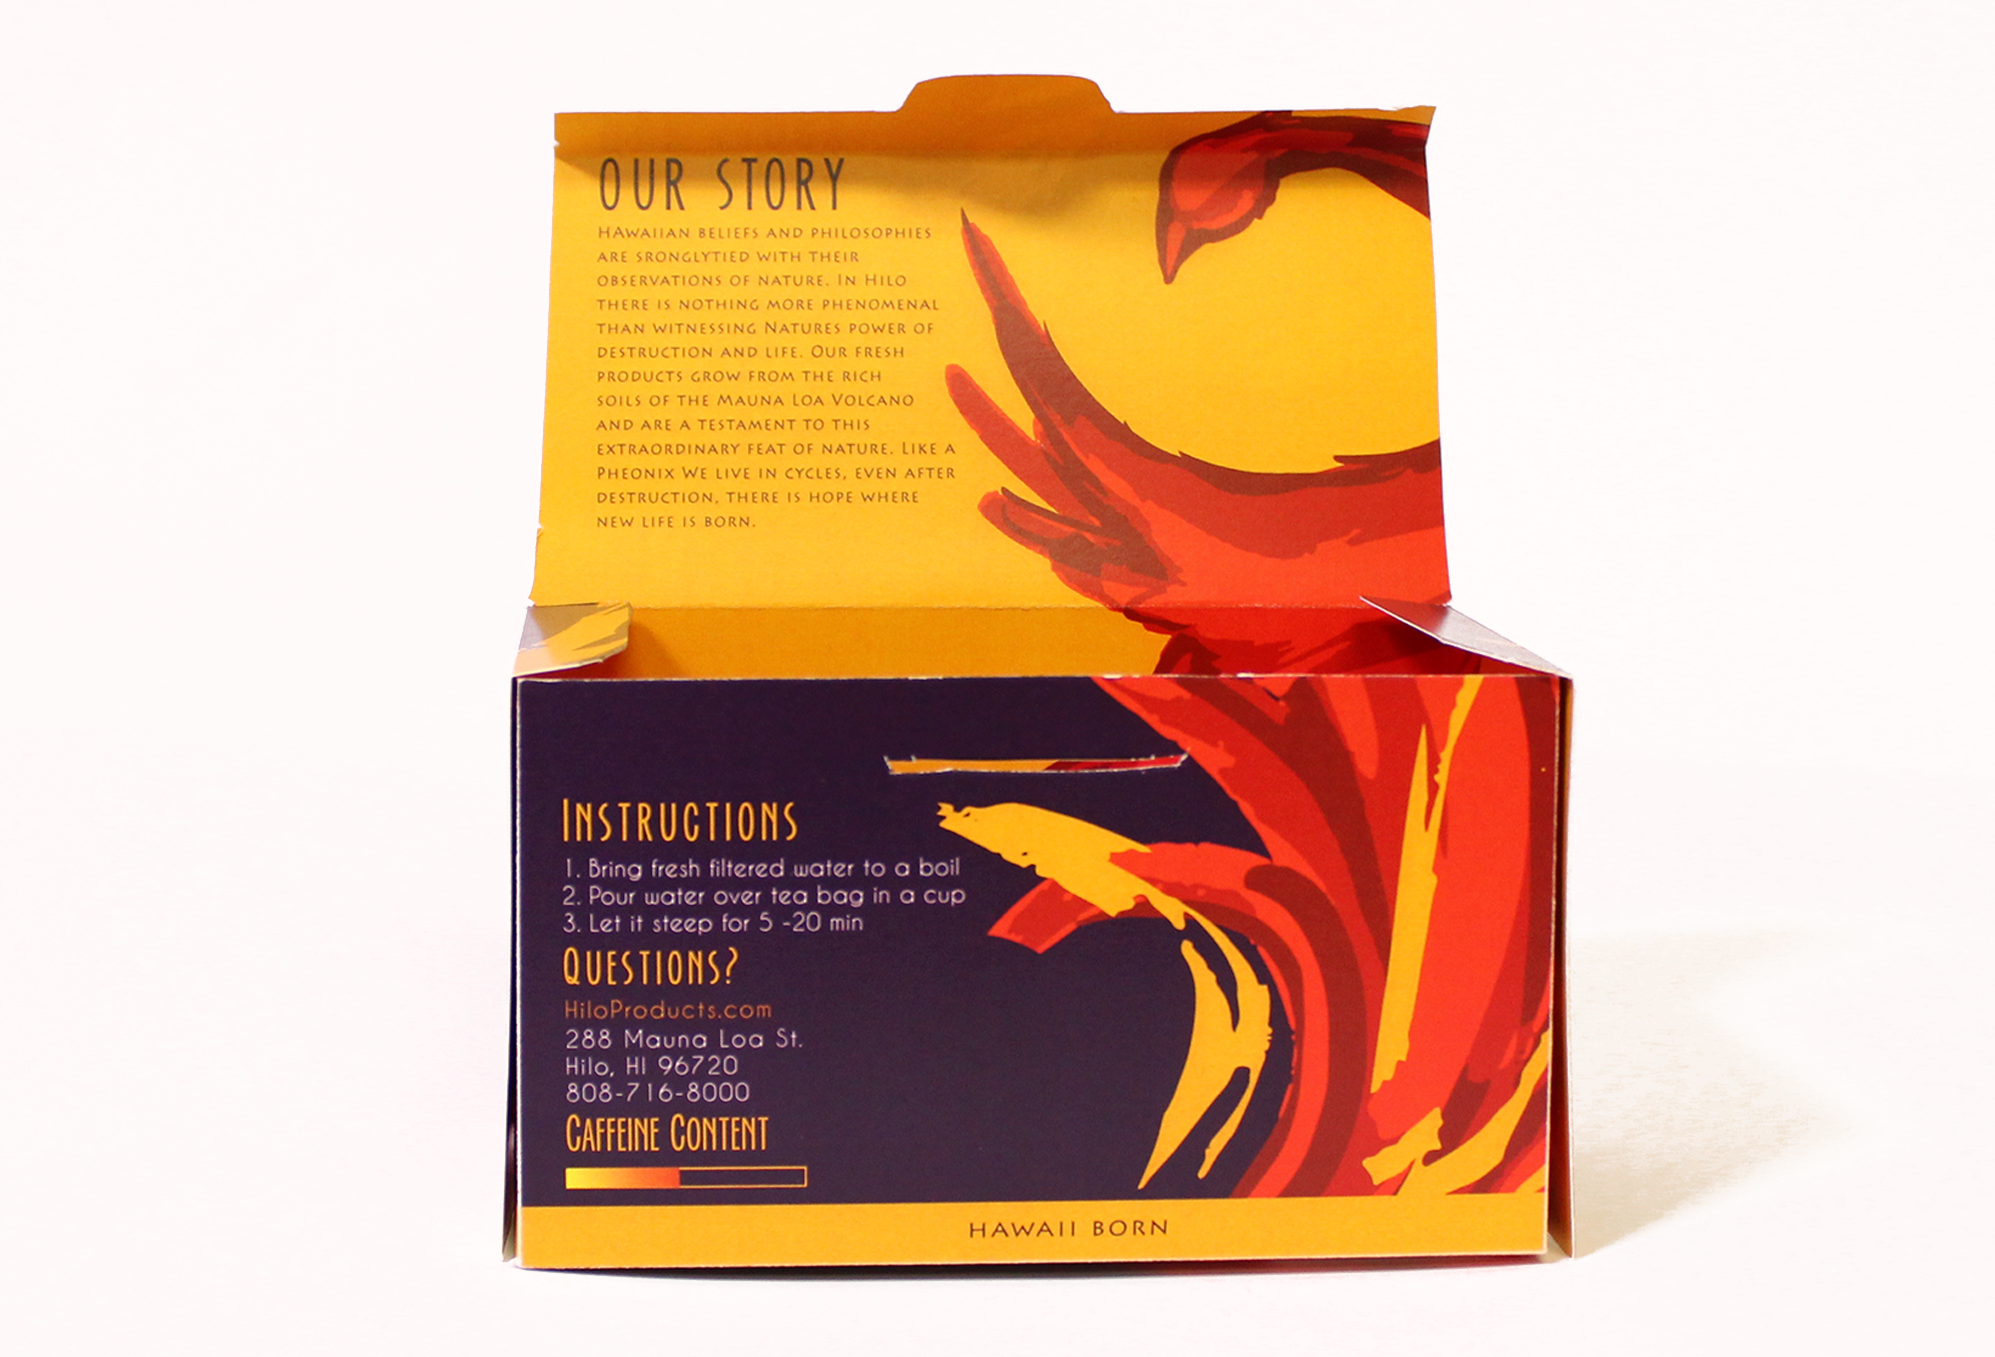 OUR STORY
HAWAIIAN BELIEFS AND PHILOSOPHIES
ARE SRONGLYTIED WITH THEIR
OBSERVATIONS OF NATURE. IN HILO
THERE IS NOTHING MORE PHENOMENAL
THAN WITNESSING NATURES POWER OF
DESTRUCTION AND LIFE. OUR FRESH
PRODUCTS GROW FROM THE RICH
SOILS OF THE MAUNA LOA VOLCANO
AND ARE A TESTAMENT TO THIS
EXTRAORDINARY FEAT OF NATURE. LIKE A
PHEONIX WE LIVE IN CYCLES, EVEN AFTER
DESTRUCTION, THERE IS HOPE WHERE
NEW LIFE IS BORN.
INSTRUCTIONS
1. Bring fresh filtered water to a boil
2. Pour water over tea bag in a cup
3. Let it steep for 5 -20 min
QUESTIONS?
HiloProducts.com
288 Mauna Loa St.
Hilo, HI 96720
808-716-8000
CAFFEINE CONTENT
HAWAII BORN